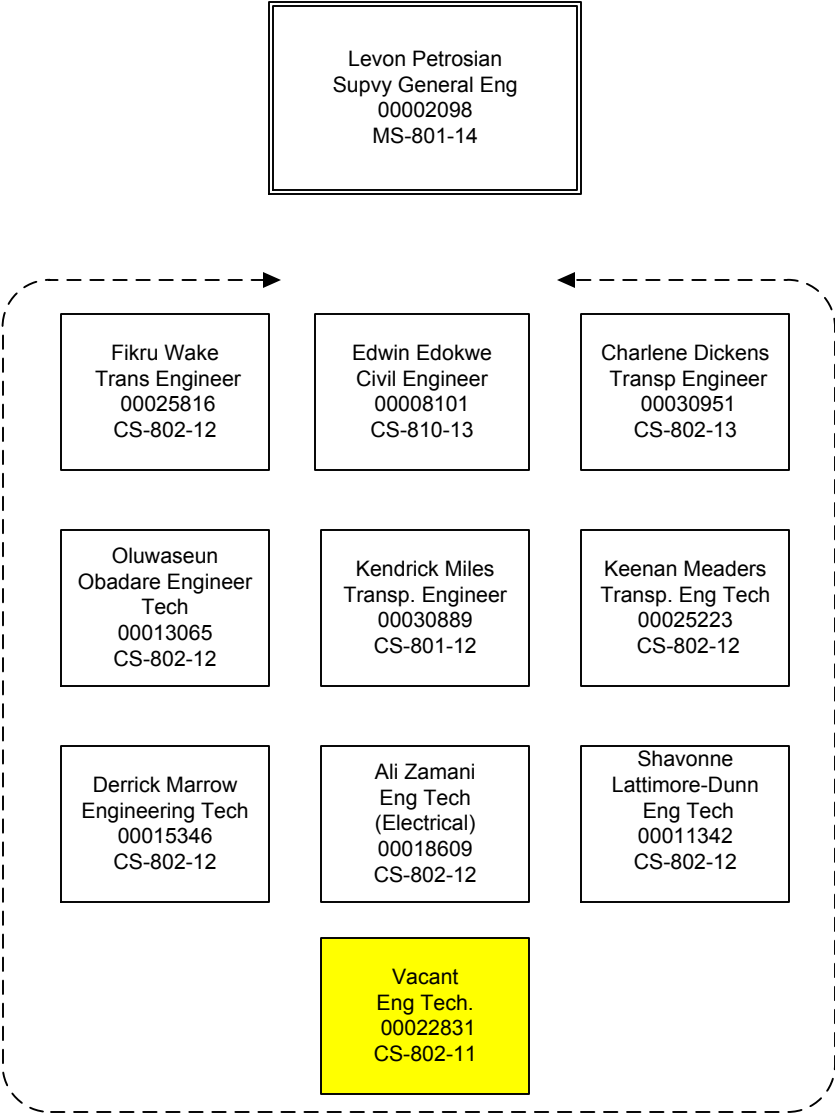 Levon Petrosian
Supvy General Eng
00002098
MS-801-14
Fikru Wake
Trans Engineer
00025816
CS-802-12
Edwin Edokwe
Civil Engineer
00008101
CS-810-13
Charlene Dickens
Transp Engineer
00030951
CS-802-13
Oluwaseun
Obadare Engineer
Tech
00013065
CS-802-12
Kendrick Miles
Transp. Engineer
00030889
CS-801-12
Keenan Meaders
Transp. Eng Tech
00025223
CS-802-12
Derrick Marrow
Engineering Tech
00015346
CS-802-12
Ali Zamani
Eng Tech
(Electrical)
00018609
CS-802-12
Shavonne
Lattimore-Dunn
Eng Tech
00011342
CS-802-12
Vacant
Eng Tech.
00022831
CS-802-11